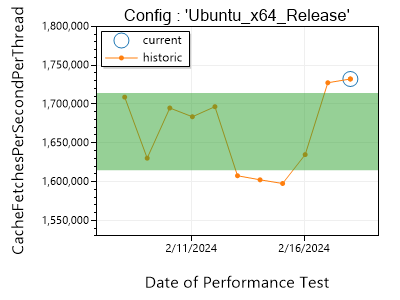 Config : 'Ubuntu_x64_Release'
CacheFetchesPerSecondPerThread
1,800,000
1,750,000
1,700,000
1,650,000
1,600,000
1,550,000
current
historic
2/11/2024
2/16/2024
Date of Performance Test